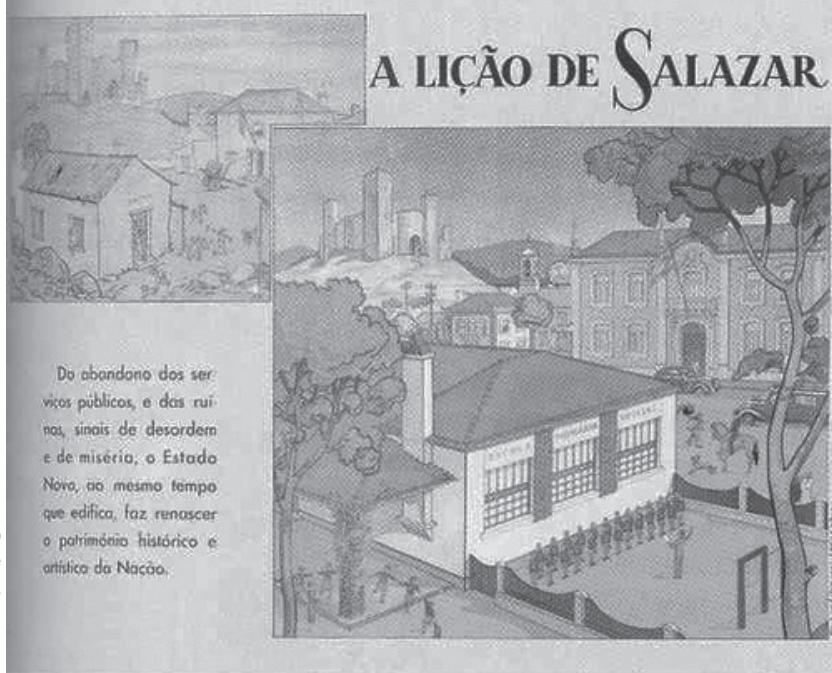 A LIÇÃO DE SALAZAR
Do abandono dos ser-
viços públicos, e das ruí-
nas, sinais de desordem
e de miséria, o Estado
Novo, ao mesmo tempo
que edifica, faz renascer
o património histórico e
artístico da Nação.
ESCOLA